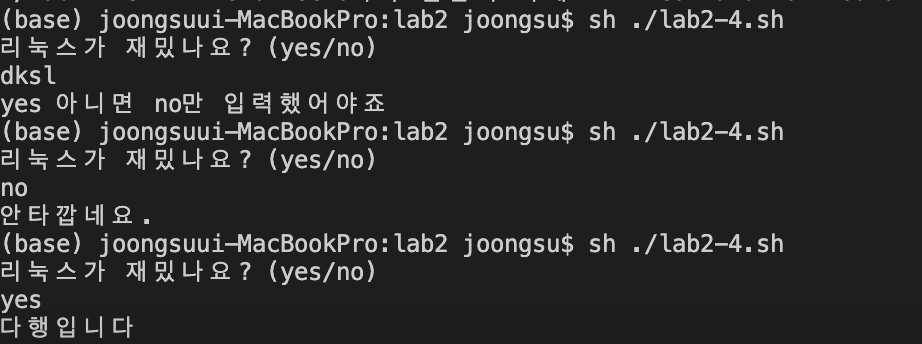 (base) joongsuui-MacBookPro:lab2 joongsu$ sh ./lab2-4.sh
리눅스가 재밌나요? (yes/no)
dksl
yes 아니면 no만 입력했어야죠
(base) joongsuui-MacBookPro:lab2 joongsu$ sh ./lab2-4.sh
리눅스가 재밌나요? (yes/no)
no
안타깝네요.
(base) joongsuui-MacBookPro:lab2 joongsu$ sh ./lab2-4.sh
리눅스가 재밌나요? (yes/no)
yes
다행입니다